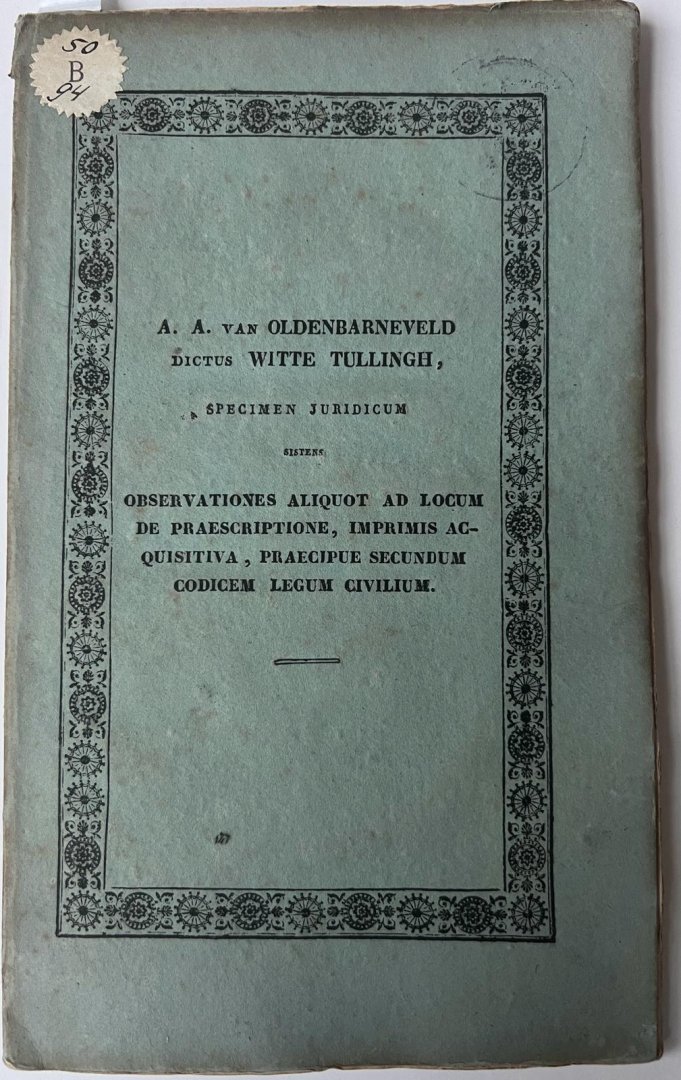 50
B
94
A. A. VAN OLDENBARNEVELD
DICTUS WITTE TULLINGH,
SPECIMEN JURIDICUM
SISTENS
OBSERVATIONES ALIQUOT AD LOCUM
DE PRAESCRIPTIONE, IMPRIMIS AC-
QUISITIVA, PRAECIPUE SECUNDUM
CODICEM LEGUM CIVILIUM.